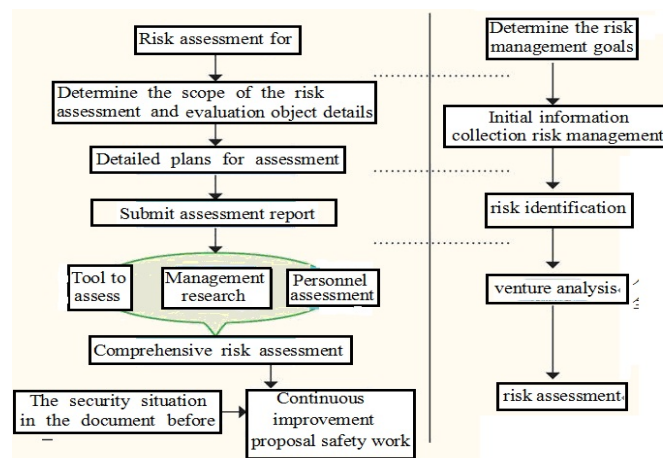 Risk assessment for
Determine the scope of the risk
assessment and evaluation object details
Detailed plans for assessment
Submit assessment report
Tool to
assess
Management
research
Personnel
assessment
Comprehensive risk assessment
The security situation
in the document before
Continuous
improvement
proposal safety work
Determine the risk
management goals
Initial information
collection risk management
risk identification
venture analysis
risk assessment